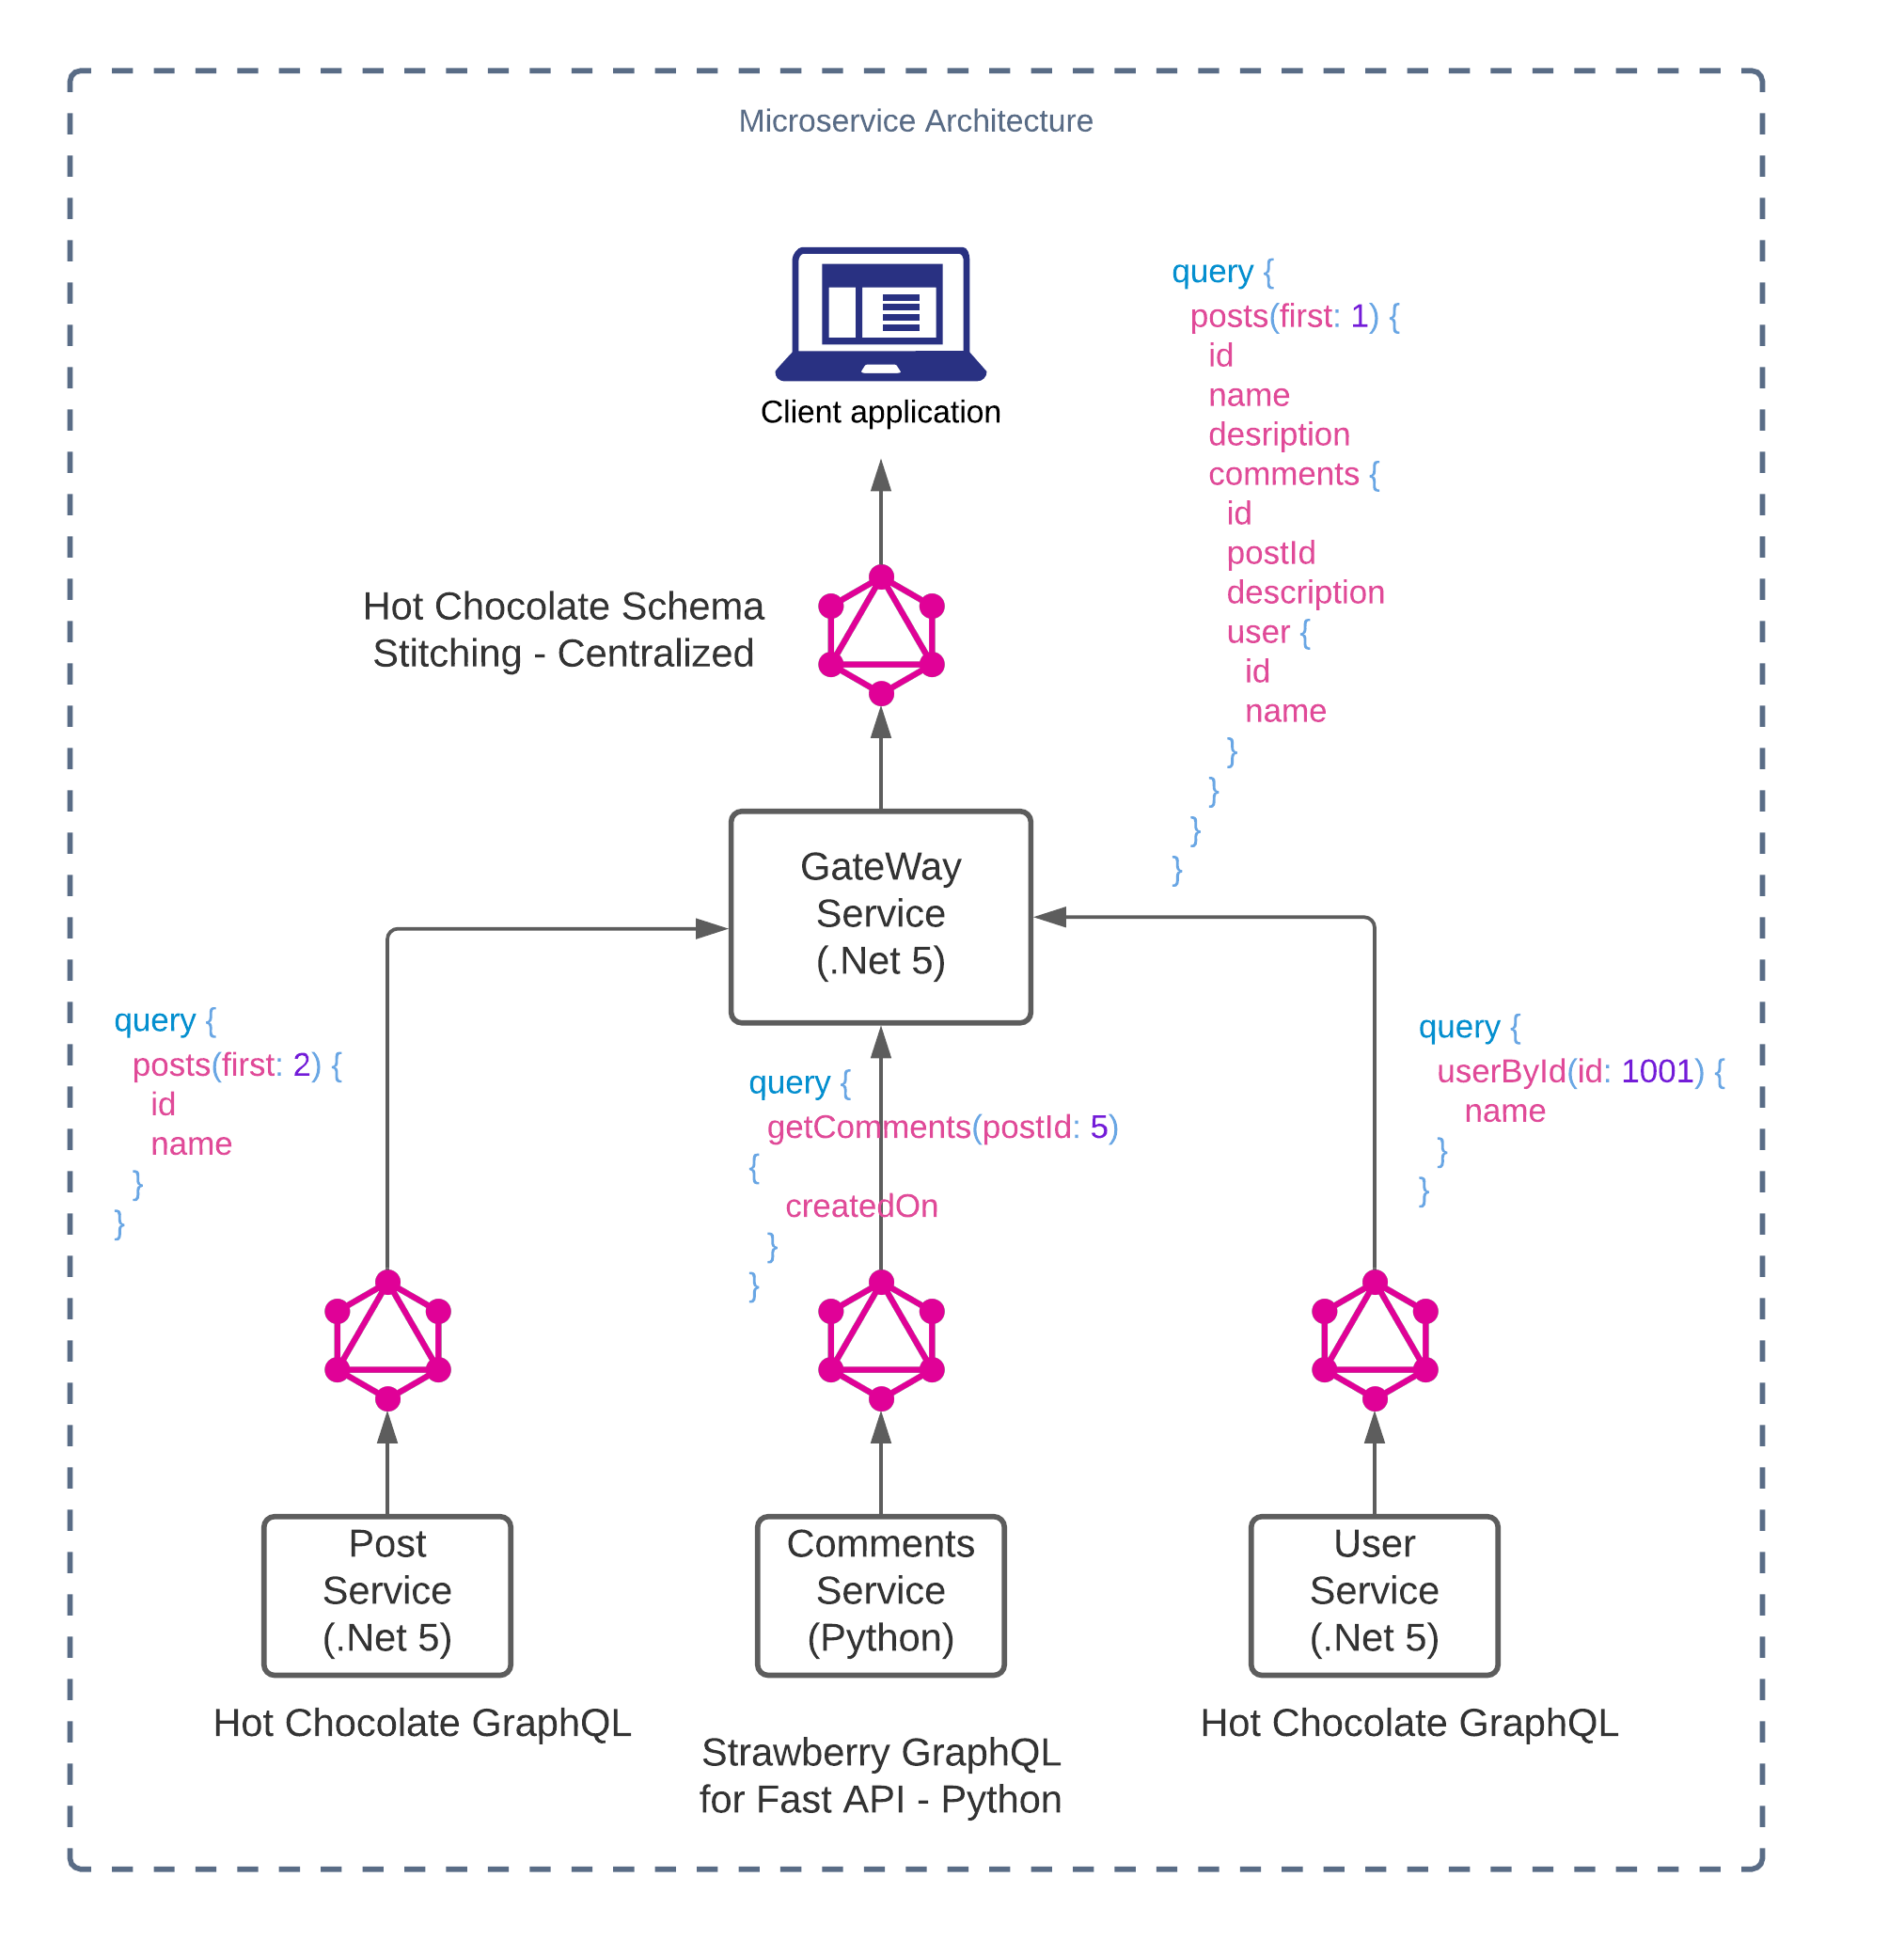 Microservice Architecture
Client application
query {
posts(first: 1) {
id
name
desription
comments {
id
postId
description
user {
id
name
}
}
}
}
Hot Chocolate Schema
Stitching - Centralized
GateWay
Service
(.Net 5)
query {
posts(first: 2) {
id
name
}
}
query {
getComments(postId: 5)
{
createdOn
}
}
query {
userById(id: 1001) {
name
}
}
Post
Service
(.Net 5)
Hot Chocolate GraphQL
Comments
Service
(Python)
Strawberry GraphQL
for Fast API - Python
User
Service
(.Net 5)
Hot Chocolate GraphQL